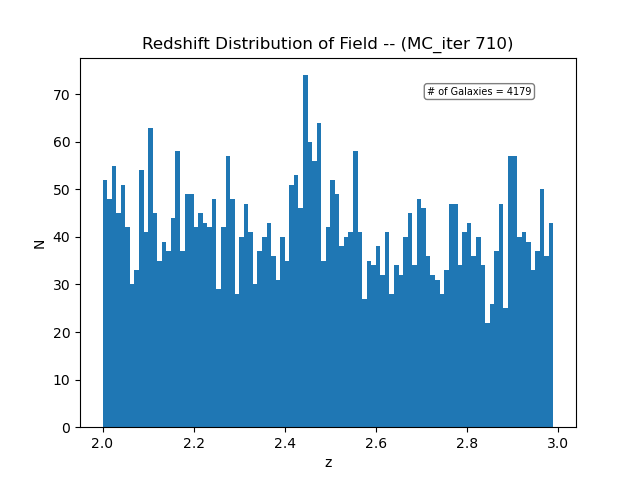 Redshift Distribution of Field -- (MC_iter 710)
# of Galaxies = 4179
70
60
50
40
30
20
10
0
N
2.0 2.2 2.4 2.6 2.8 3.0
z